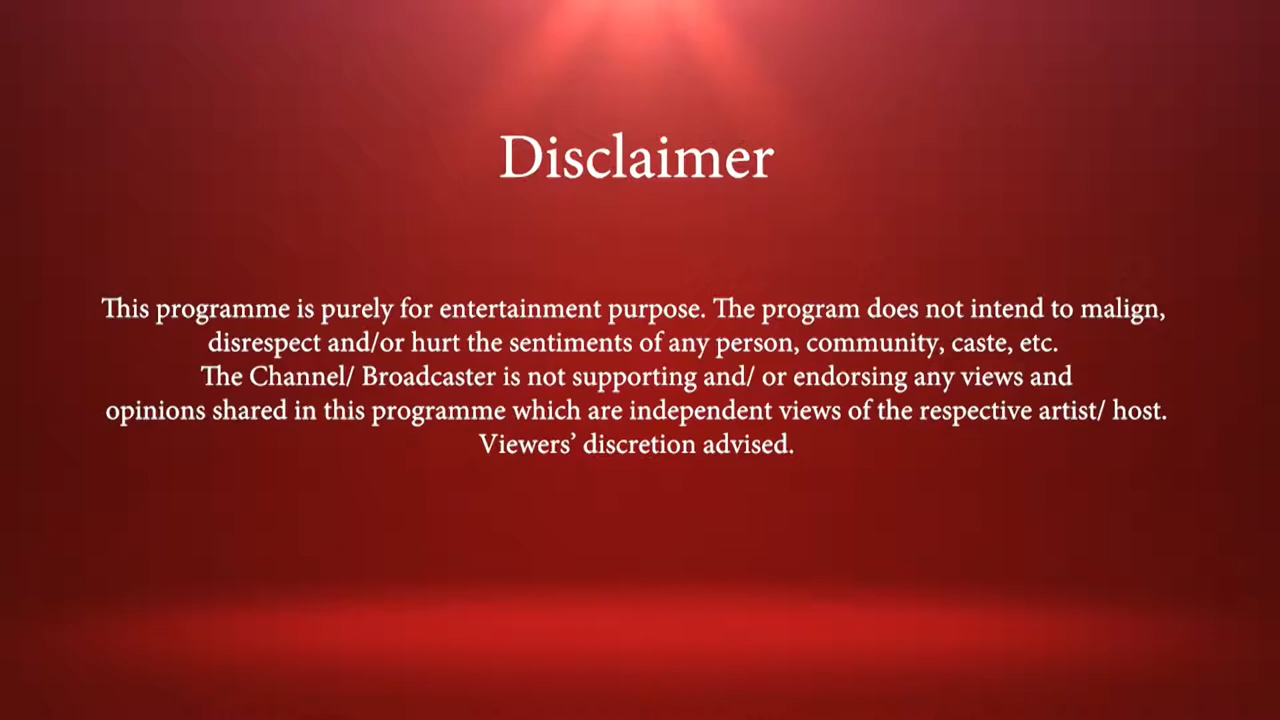 Disclaimer
This programme is purely for entertainment purpose. The program does not intend to malign,
disrespect and/or hurt the sentiments of any person, community, caste, etc.
The Channel/ Broadcaster is not supporting and/ or endorsing any views and
opinions shared in this programme which are independent views of the respective artist/ host.
Viewers’ discretion advised.